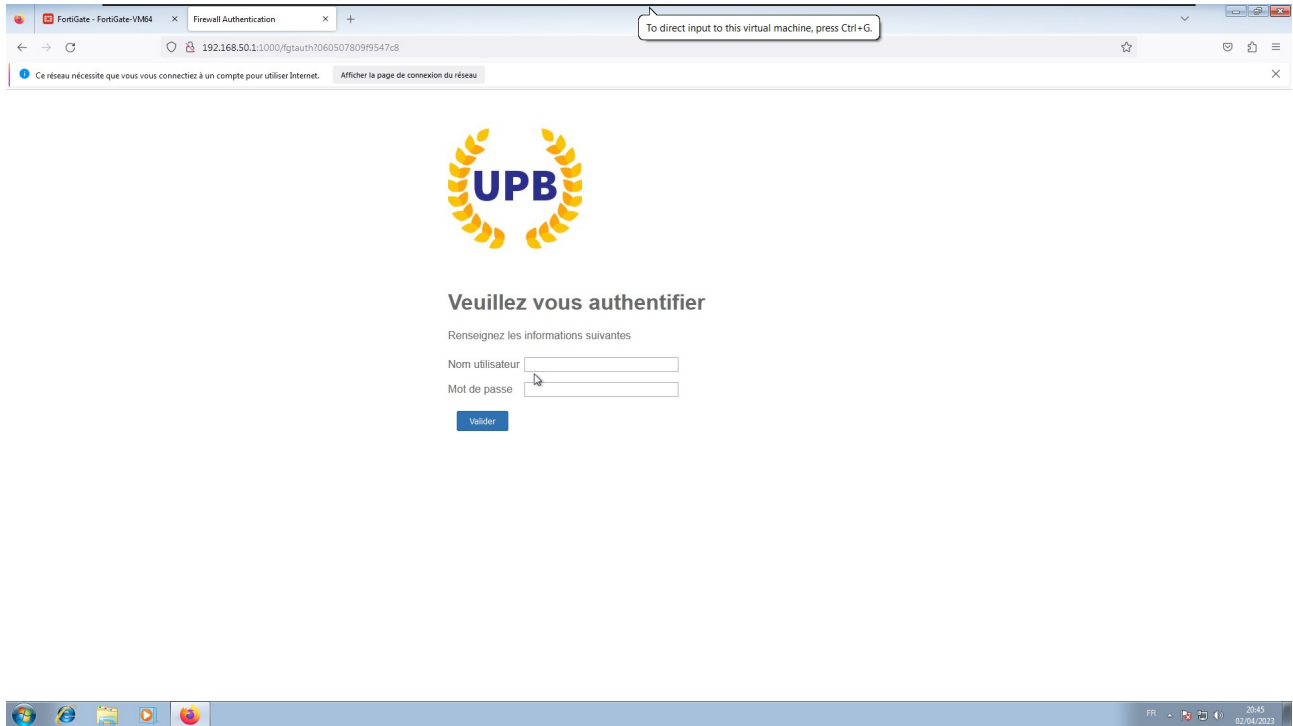 FortiGate - FortiGate-VM64
Firewall Authentication
To direct input to this virtual machine, press Ctrl+G.
192.168.50.1:1000/fgtauth?060507809f9547c8
Ce réseau nécessite que vous vous connectiez à un compte pour utiliser Internet.
Afficher la page de connexion du réseau
UPB
Veuillez vous authentifier
Renseignez les informations suivantes
Nom utilisateur
Mot de passe
Valider
FR
20:45
02/04/2023